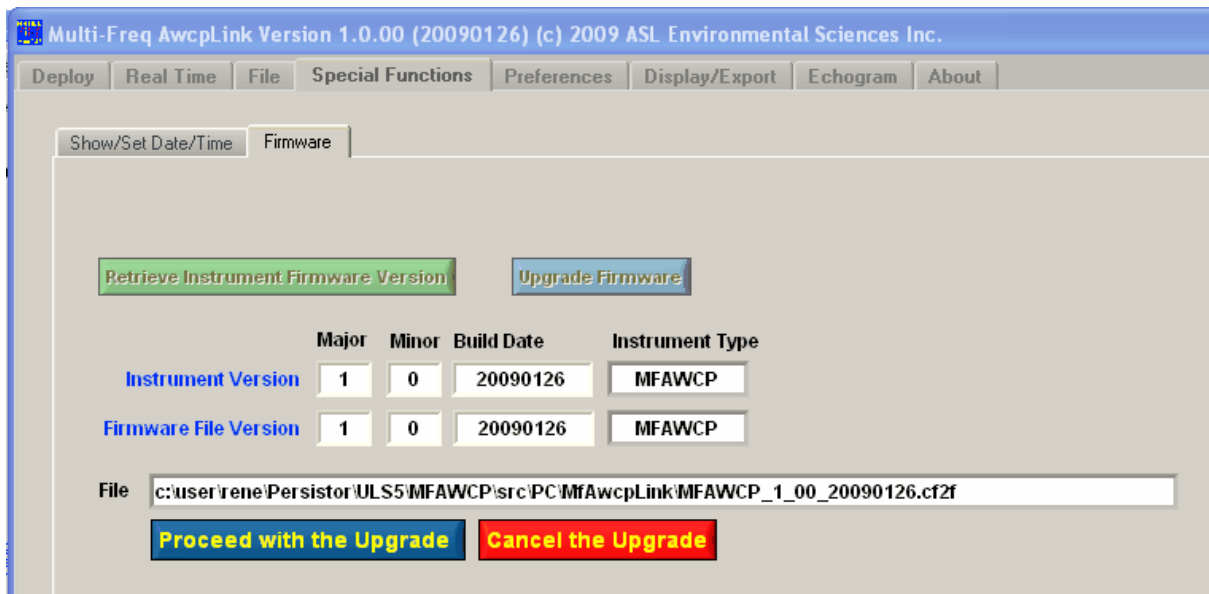 Multi-Freq AwcpLink Version 1.0.00 (20090126) (c) 2009 ASL Environmental Sciences Inc.
Deploy Real Time File Special Functions Preferences Display/Export Echogram About
Show/Set Date/Time Firmware
Retrieve Instrument Firmware Version Upgrade Firmware
Major Minor Build Date Instrument Type
Instrument Version 1 0 20090126 MFAWCP
Firmware File Version 1 0 20090126 MFAWCP
File c:\user\rene\Persistor\ULS5\MFAWCP\src\PC\MfAwcpLink\MFAWCP_1_00_20090126.cf2f
Proceed with the Upgrade Cancel the Upgrade